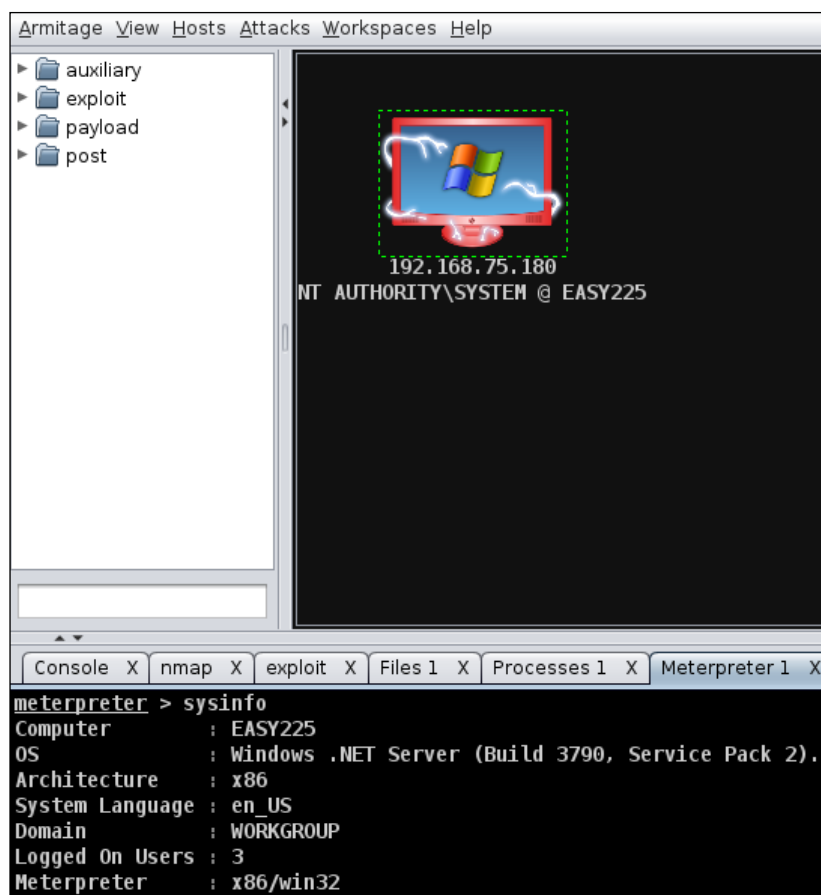 Armitage View Hosts Attacks Workspaces Help
auxiliary
exploit
payload
post
192.168.75.180
NT AUTHORITY\SYSTEM @ EASY225
Console X nmap X exploit X Files 1 X Processes 1 X Meterpreter 1 X
meterpreter > sysinfo
Computer : EASY225
OS : Windows .NET Server (Build 3790, Service Pack 2).
Architecture : x86
System Language : en_US
Domain : WORKGROUP
Logged On Users : 3
Meterpreter : x86/win32